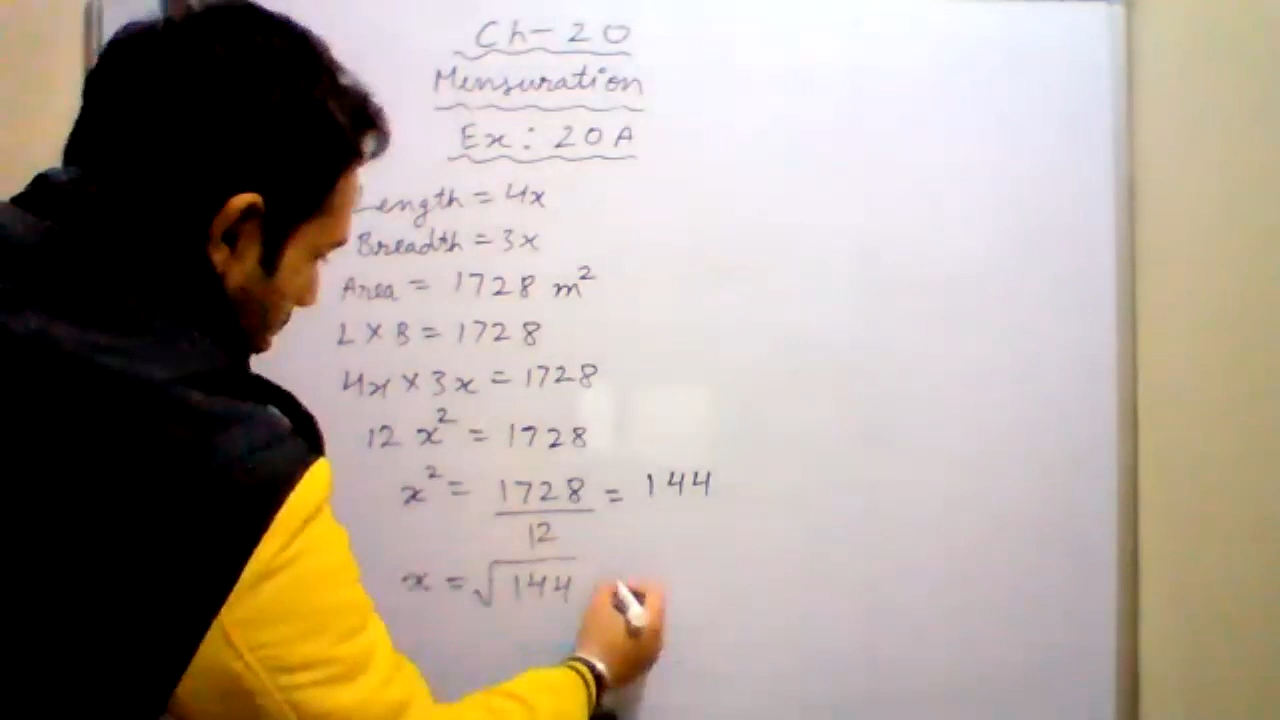 Ch-20
Mensuration
Ex: 20A
Length = 4x
Breadth = 3x
Area = 1728 m²
L × B = 1728
4x × 3x = 1728
12 x² = 1728
x² = 1728/12 = 144
x = √144